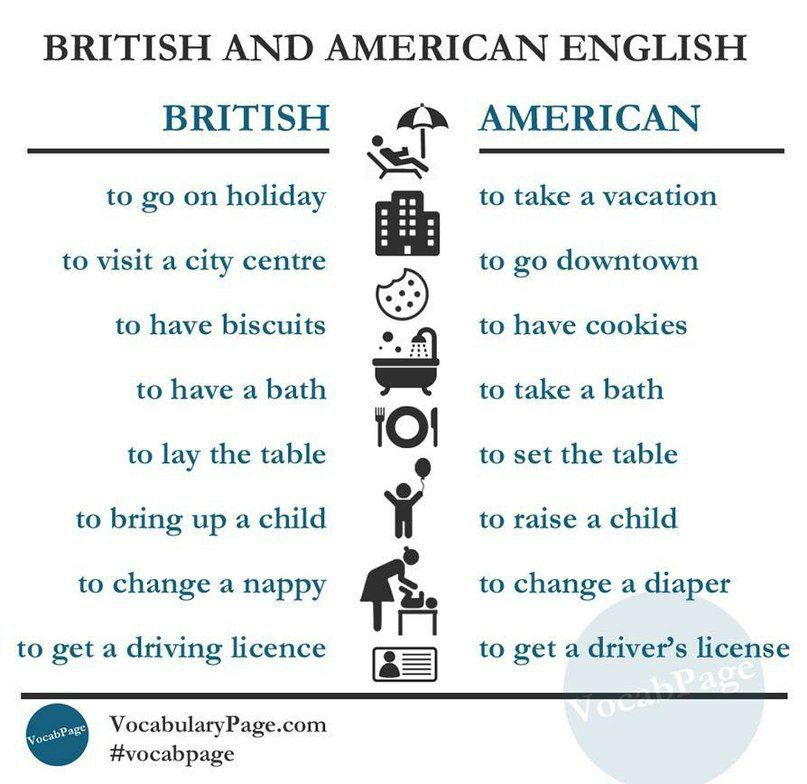 BRITISH AND AMERICAN ENGLISH
BRITISH AMERICAN
to go on holiday to take a vacation
to visit a city centre to go downtown
to have biscuits to have cookies
to have a bath to take a bath
to lay the table to set the table
to bring up a child to raise a child
to change a nappy to change a diaper
to get a driving licence to get a driver's license
VocabPage
VocabPage
VocabularyPage.com
#vocabpage